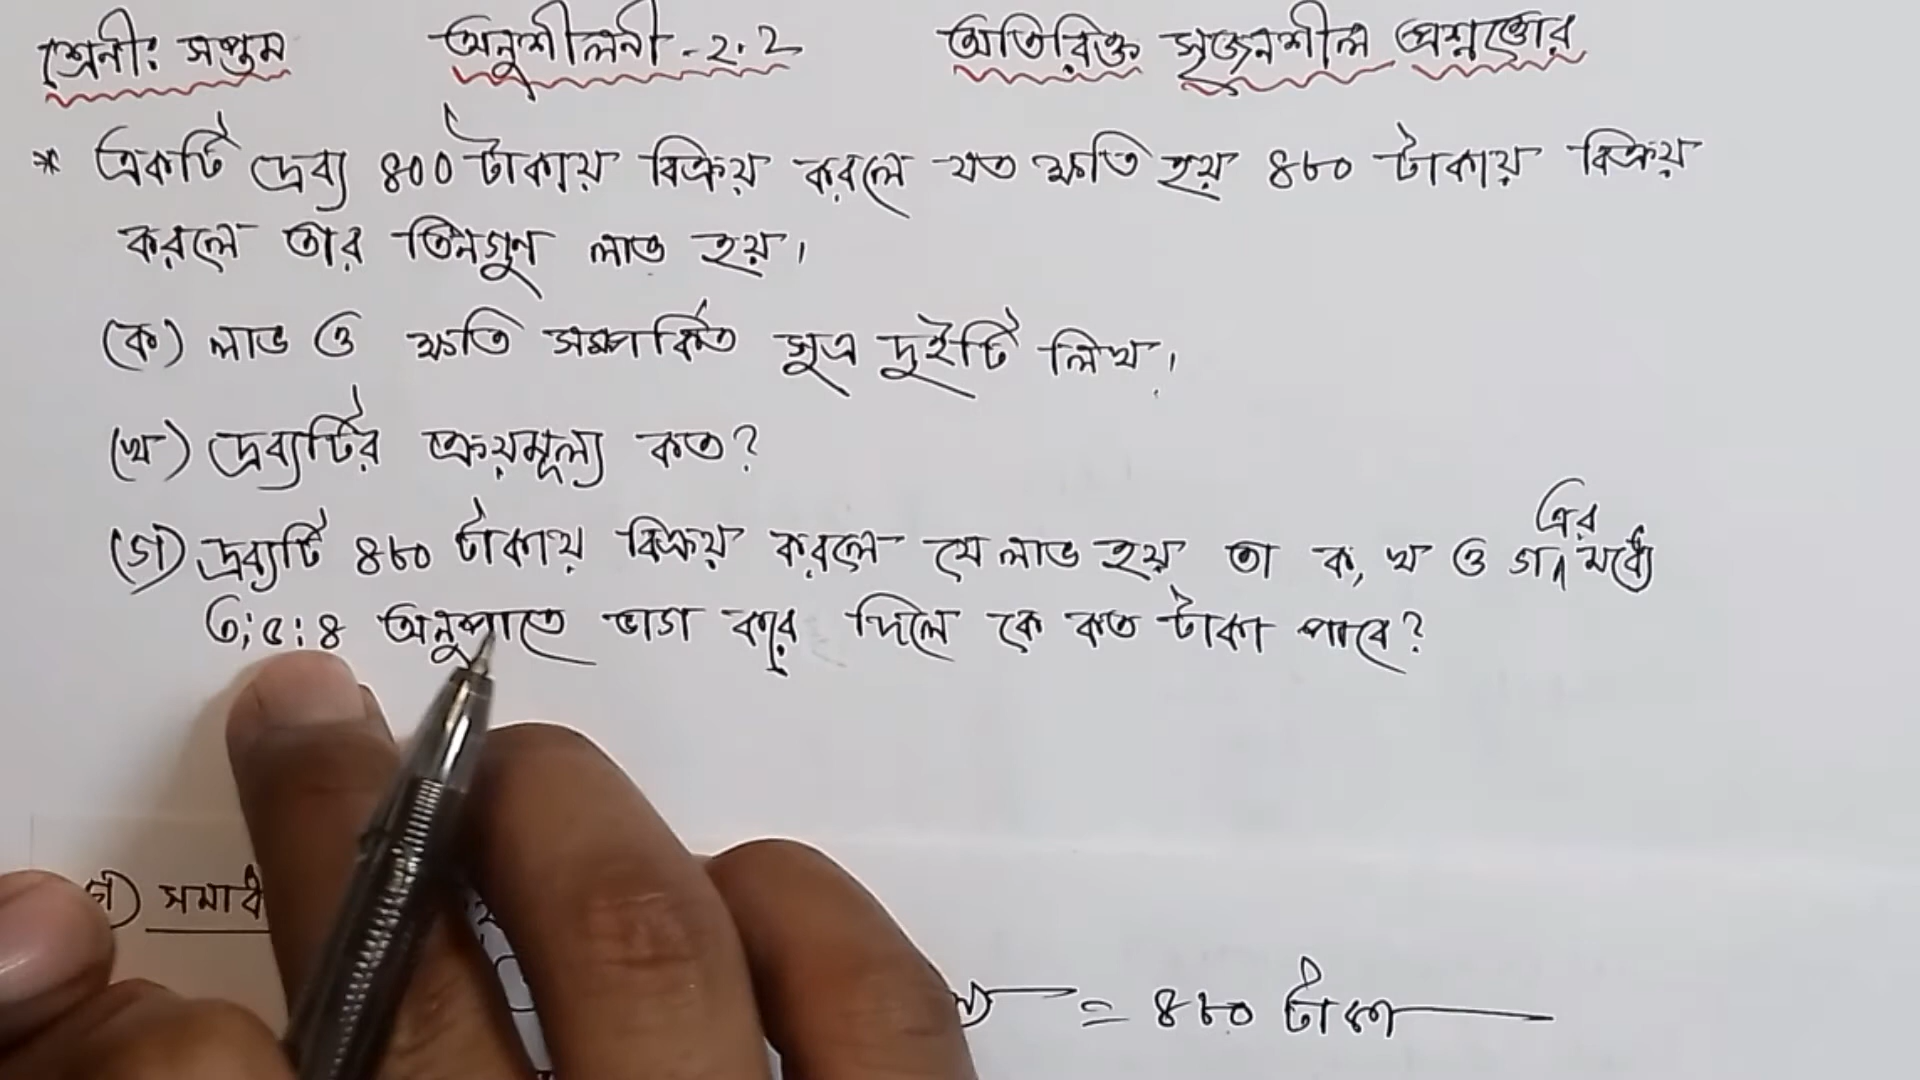 শ্রেনী: সপ্তম অনুশীলনী - ২.২ অতিরিক্ত সৃজনশীল প্রশ্নোত্তর
* একটি দ্রব্য ৪০০ টাকায় বিক্রয় করলে যত ক্ষতি হয় ৪৮০ টাকায় বিক্রয়
করলে তার তিনগুণ লাভ হয়।
(ক) লাভ ও ক্ষতি সম্পর্কিত সূত্র দুইটি লিখ।
(খ) দ্রব্যটির ক্রয়মূল্য কত?
(গ) দ্রব্যটি ৪৮০ টাকায় বিক্রয় করলে যে লাভ হয় তা ক, খ ও গ এর মধ্যে
৩:৫:৪ অনুপাতে ভাগ করে দিলে কে কত টাকা পাবে?
= ৪৮০ টাকা